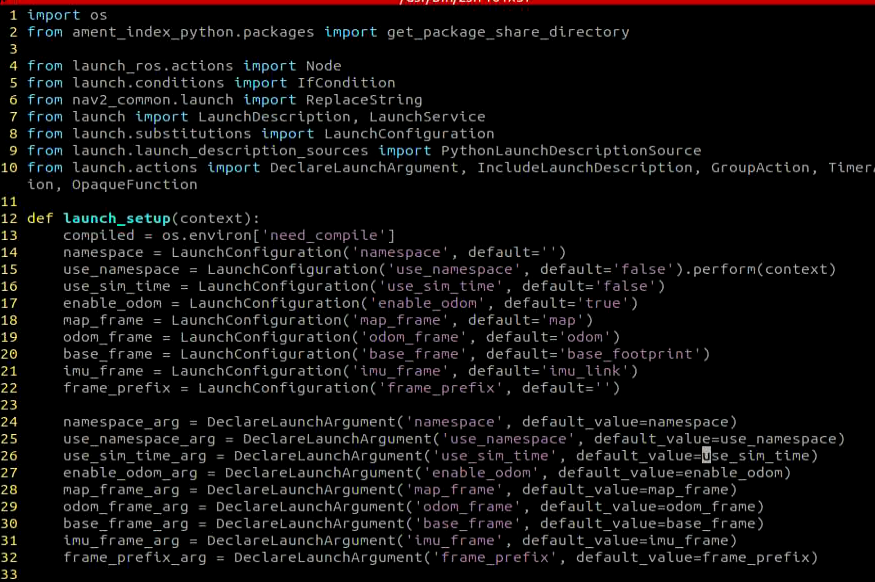 1 import os
2 from ament_index_python.packages import get_package_share_directory
3
4 from launch_ros.actions import Node
5 from launch.conditions import IfCondition
6 from nav2_common.launch import ReplaceString
7 from launch import LaunchDescription, LaunchService
8 from launch.substitutions import LaunchConfiguration
9 from launch.launch_description_sources import PythonLaunchDescriptionSource
10 from launch.actions import DeclareLaunchArgument, IncludeLaunchDescription, GroupAction, Timer
ion, OpaqueFunction
11
12 def launch_setup(context):
13     compiled = os.environ['need_compile']
14     namespace = LaunchConfiguration('namespace', default='')
15     use_namespace = LaunchConfiguration('use_namespace', default='false').perform(context)
16     use_sim_time = LaunchConfiguration('use_sim_time', default='false')
17     enable_odom = LaunchConfiguration('enable_odom', default='true')
18     map_frame = LaunchConfiguration('map_frame', default='map')
19     odom_frame = LaunchConfiguration('odom_frame', default='odom')
20     base_frame = LaunchConfiguration('base_frame', default='base_footprint')
21     imu_frame = LaunchConfiguration('imu_frame', default='imu_link')
22     frame_prefix = LaunchConfiguration('frame_prefix', default='')
23
24     namespace_arg = DeclareLaunchArgument('namespace', default_value=namespace)
25     use_namespace_arg = DeclareLaunchArgument('use_namespace', default_value=use_namespace)
26     use_sim_time_arg = DeclareLaunchArgument('use_sim_time', default_value=use_sim_time)
27     enable_odom_arg = DeclareLaunchArgument('enable_odom', default_value=enable_odom)
28     map_frame_arg = DeclareLaunchArgument('map_frame', default_value=map_frame)
29     odom_frame_arg = DeclareLaunchArgument('odom_frame', default_value=odom_frame)
30     base_frame_arg = DeclareLaunchArgument('base_frame', default_value=base_frame)
31     imu_frame_arg = DeclareLaunchArgument('imu_frame', default_value=imu_frame)
32     frame_prefix_arg = DeclareLaunchArgument('frame_prefix', default_value=frame_prefix)
33